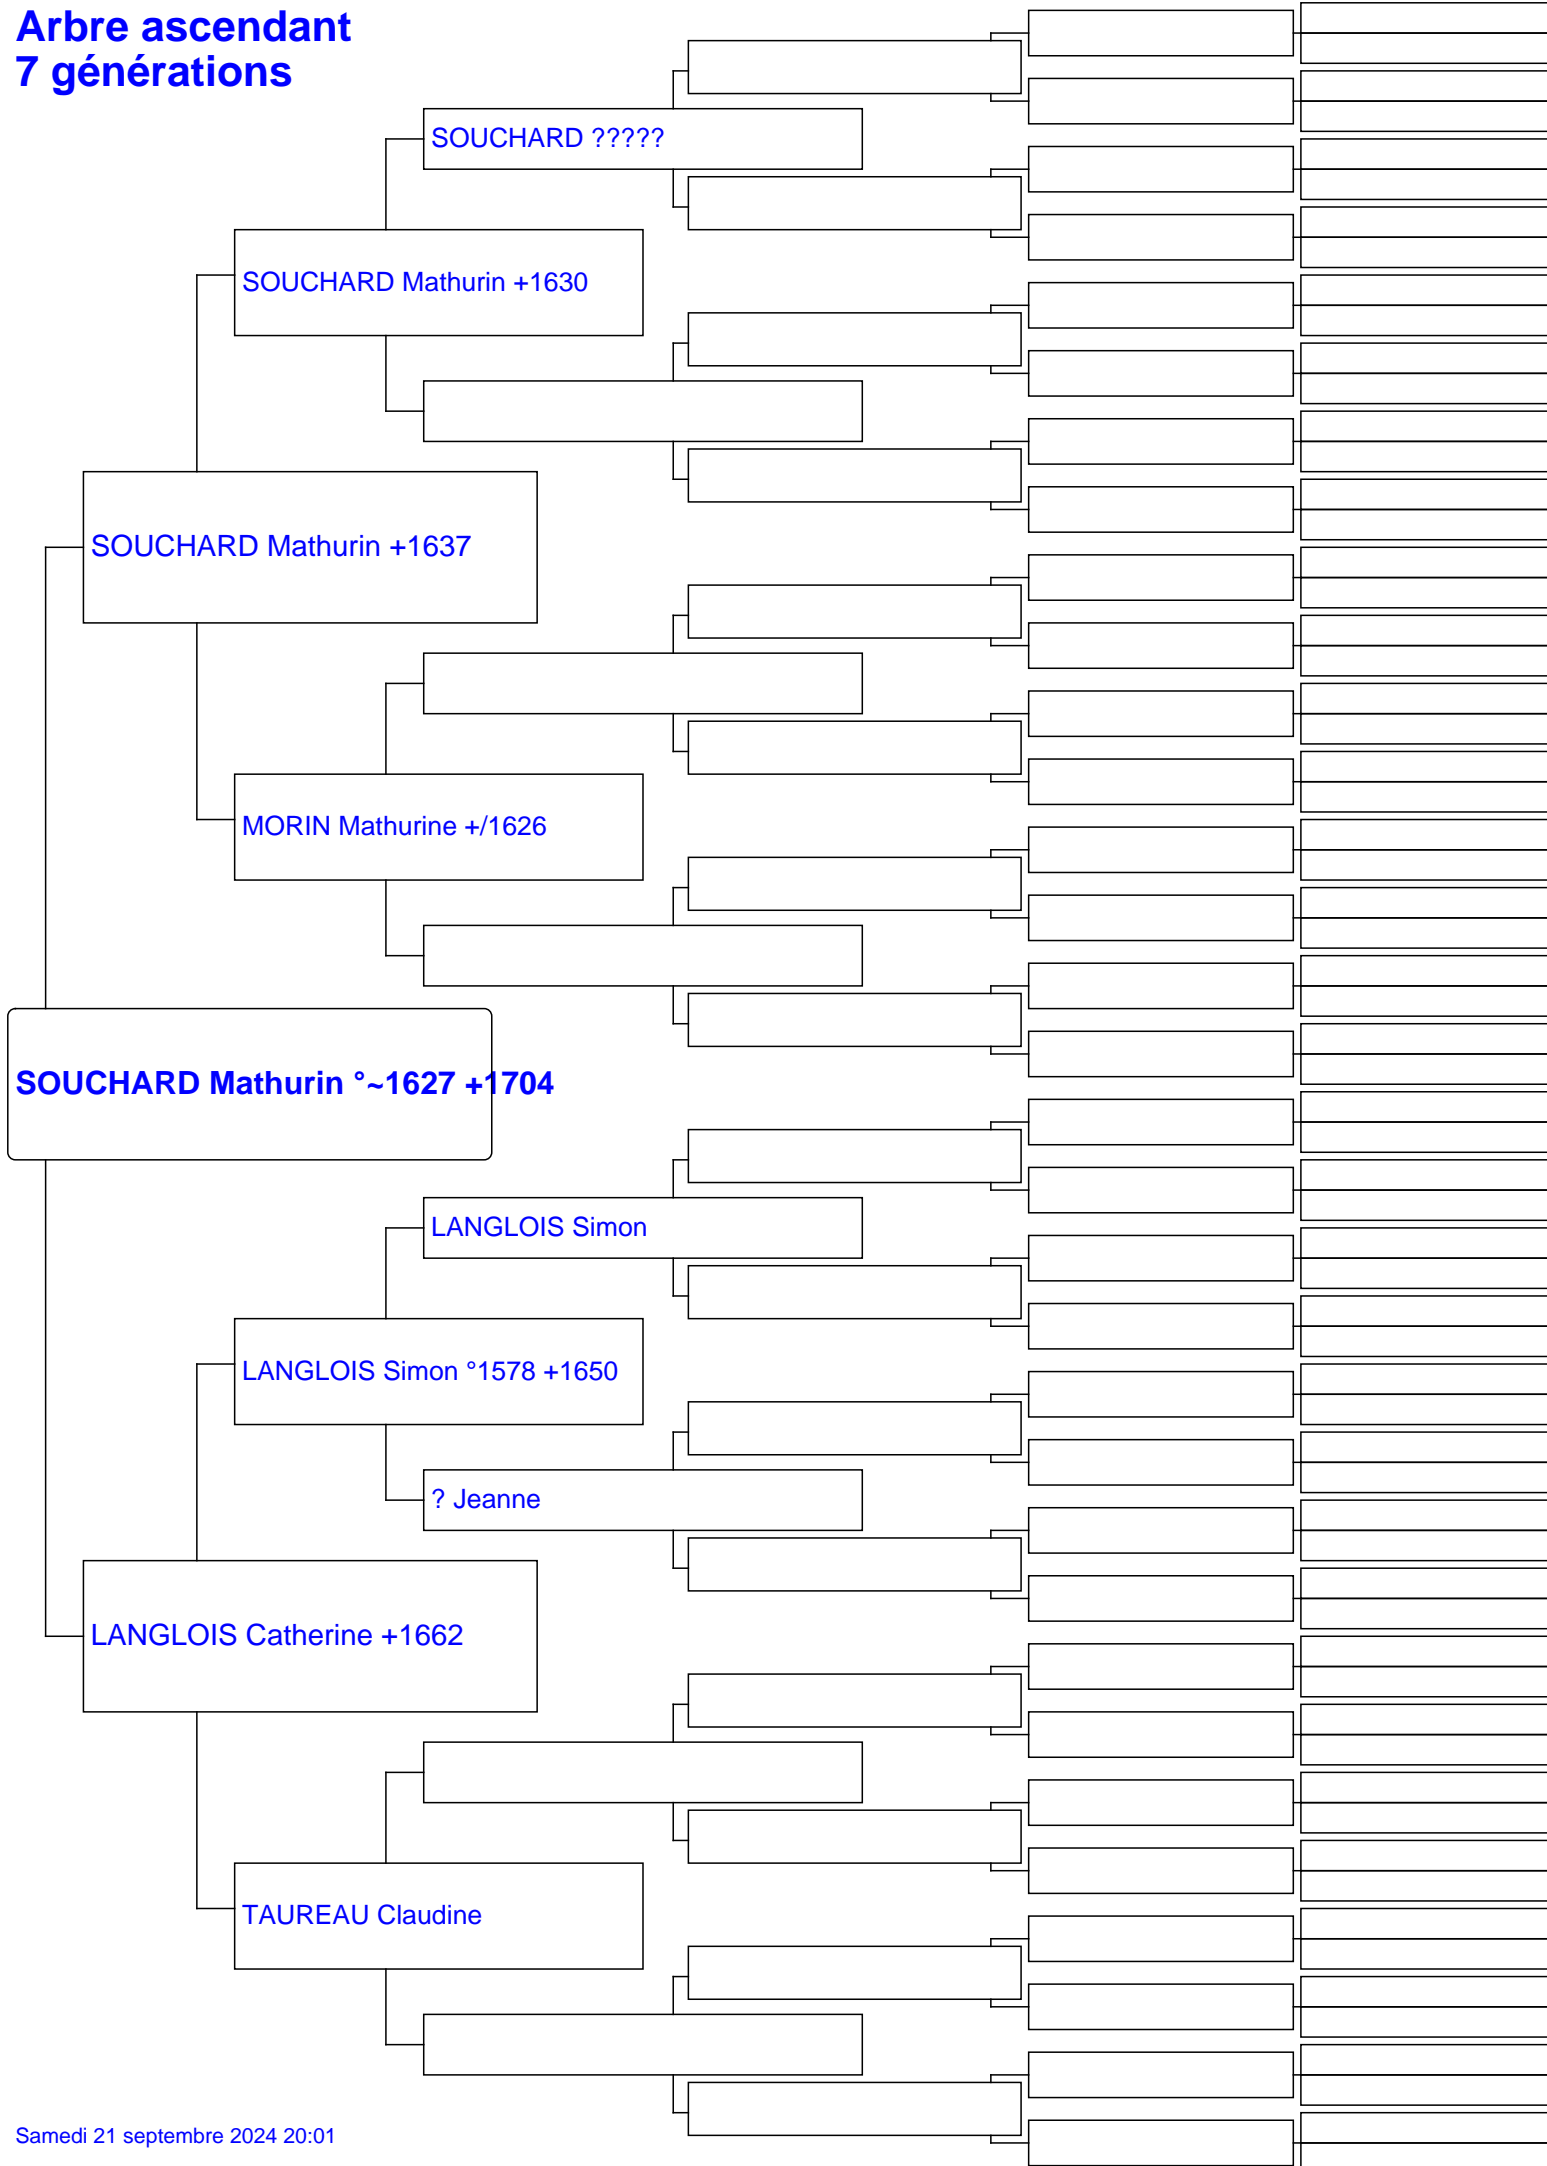 Arbre ascendant
7 générations
SOUCHARD ?????
SOUCHARD Mathurin +1630
SOUCHARD Mathurin +1637
MORIN Mathurine +/1626
SOUCHARD Mathurin °~1627 +1704
LANGLOIS Simon
LANGLOIS Simon °1578 +1650
? Jeanne
LANGLOIS Catherine +1662
TAUREAU Claudine
Samedi 21 septembre 2024 20:01